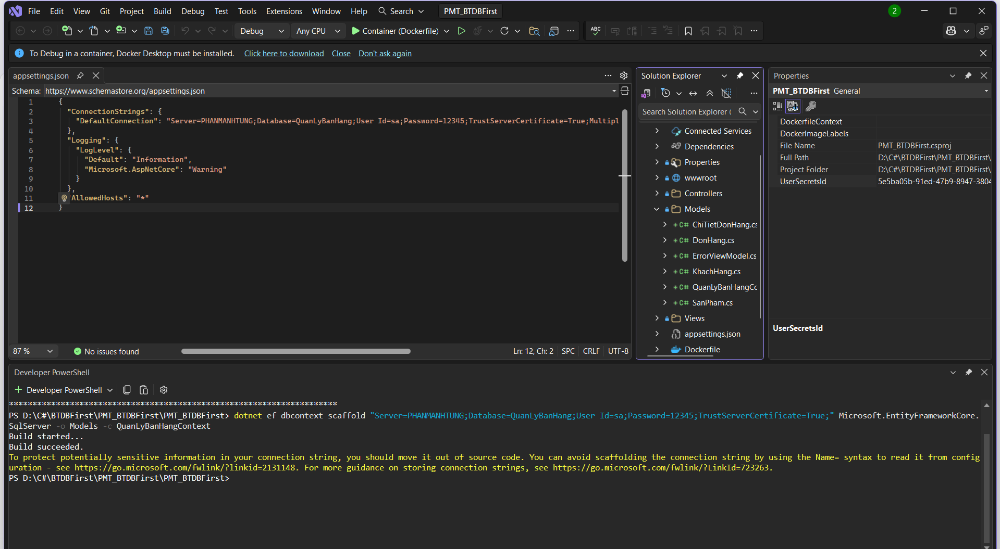 File Edit View Git Project Build Debug Test Tools Extensions Window Help Search PMT_BTDBFirst 2
Debug Any CPU Container (Dockerfile) ABC
To Debug in a container, Docker Desktop must be installed. Click here to download Close Don't ask again
appsettings.json
Schema: https://www.schemastore.org/appsettings.json
1 {
2 "ConnectionStrings": {
3 "DefaultConnection": "Server=PHANMANHTUNG;Database=QuanLyBanHang;User Id=sa;Password=12345;TrustServerCertificate=True;Multipl
4 },
5 "Logging": {
6 "LogLevel": {
7 "Default": "Information",
8 "Microsoft.AspNetCore": "Warning"
9 }
10 },
11 AllowedHosts": "*"
12 }
87 % No issues found Ln: 12, Ch: 2 SPC CRLF UTF-8
Solution Explorer
Search Solution Explorer (
Connected Services
Dependencies
Properties
wwwroot
Controllers
Models
C# ChiTietDonHang.cs
C# DonHang.cs
C# ErrorViewModel.cs
C# KhachHang.cs
C# QuanLyBanHangCo
C# SanPham.cs
Views
appsettings.json
Dockerfile
Properties
PMT_BTDBFirst General
DockerfileContext
DockerImageLabels
File Name PMT_BTDBFirst.csproj
Full Path D:\C#\BTDBFirst\PMT_BTDBFirst\
Project Folder D:\C#\BTDBFirst\PMT_BTDBFirst\
UserSecretsId 5e5ba05b-91ed-47b9-8947-3804
UserSecretsId
Developer PowerShell
+ Developer PowerShell
**********************************************************************
PS D:\C#\BTDBFirst\PMT_BTDBFirst\PMT_BTDBFirst> dotnet ef dbcontext scaffold "Server=PHANMANHTUNG;Database=QuanLyBanHang;User Id=sa;Password=12345;TrustServerCertificate=True;" Microsoft.EntityFrameworkCore.
SqlServer -o Models -c QuanLyBanHangContext
Build started...
Build succeeded.
To protect potentially sensitive information in your connection string, you should move it out of source code. You can avoid scaffolding the connection string by using the Name= syntax to read it from config
uration - see https://go.microsoft.com/fwlink/?linkid=2131148. For more guidance on storing connection strings, see https://go.microsoft.com/fwlink/?LinkId=723263.
PS D:\C#\BTDBFirst\PMT_BTDBFirst\PMT_BTDBFirst>